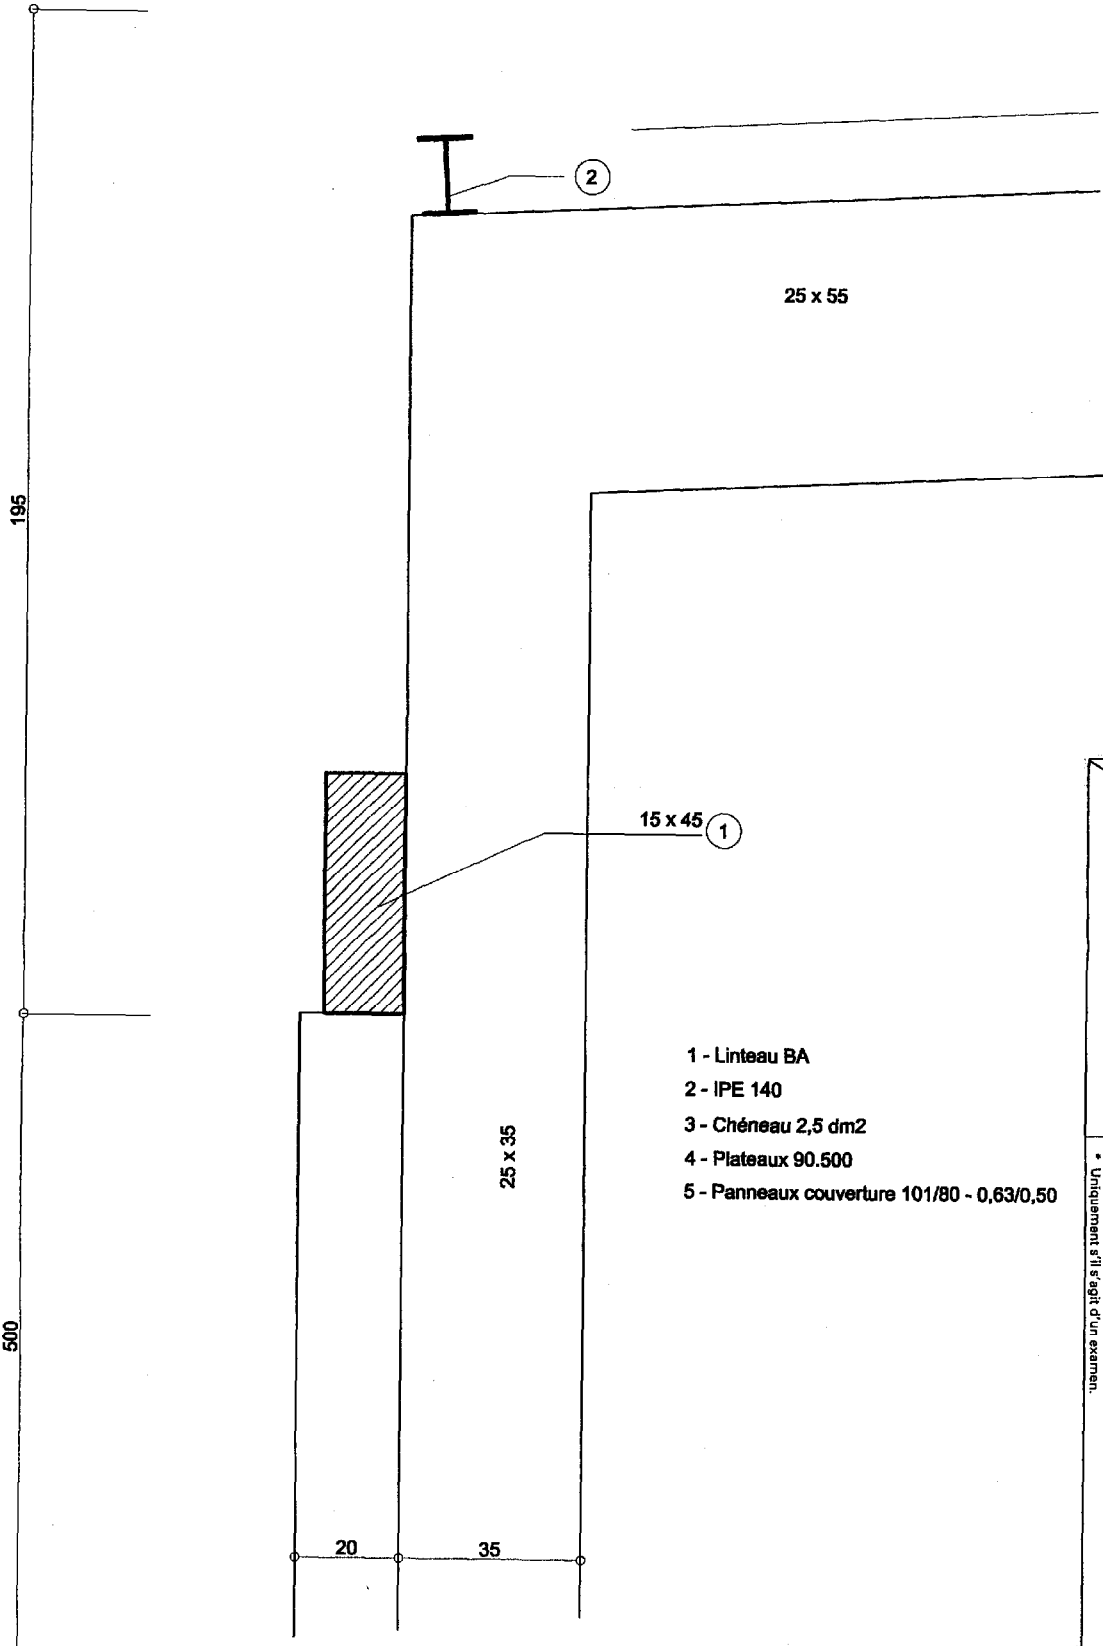 2
25 x 55
195
15 x 45 1
1 - Linteau BA
2 - IPE 140
3 - Chéneau 2,5 dm2
4 - Plateaux 90.500
5 - Panneaux couverture 101/80 - 0,63/0,50
25 x 35
* Uniquement s'il s'agit d'un examen.
500
20
35